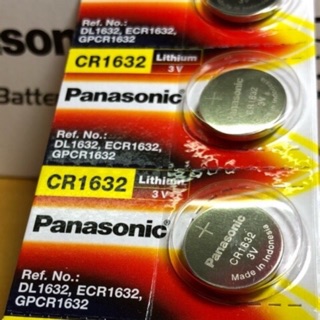 Ref. No.:
DL1632, ECR1632,
GPCR1632
CR1632 Lithium
3V
Panasonic
Ref. No.:
DL1632, ECR1632,
GPCR1632
CR1632 Lithium
3V
Panasonic
Ref. No.:
DL1632, ECR1632,
GPCR1632
Panasonic
CR1632
3V
Made in Indonesia